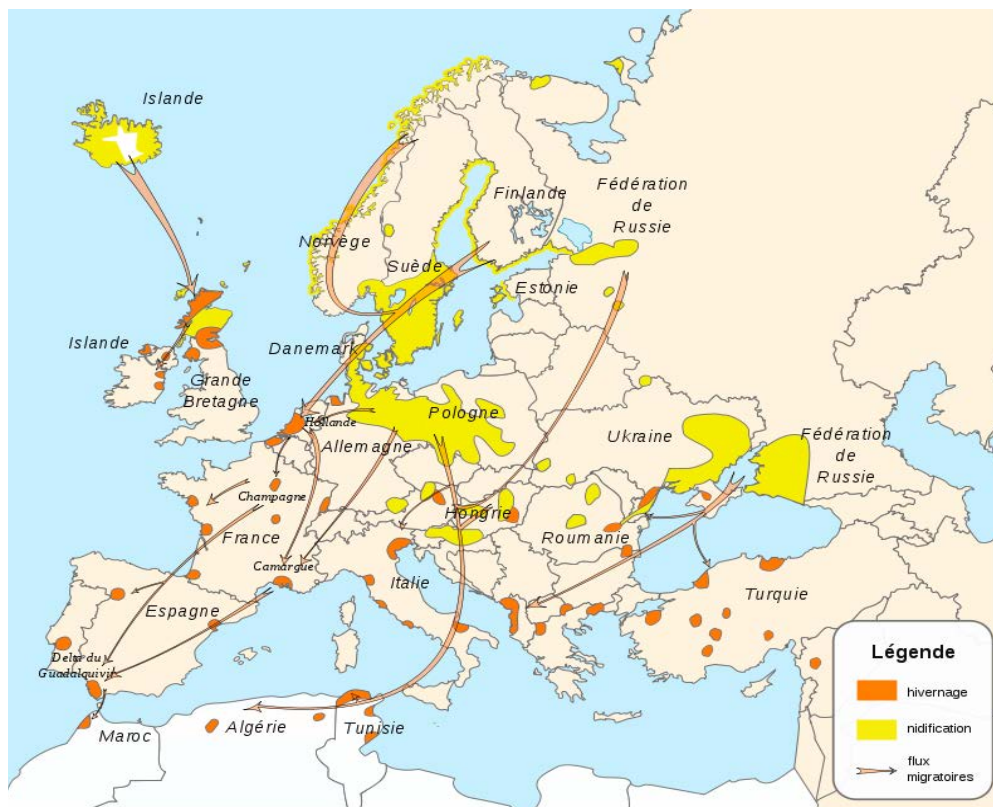 Islande
Finlande
Fédération
de
Russie
Norvège
Suède
Estonie
Islande
Danemark
Grande
Bretagne
Hollande
Pologne
Allemagne
Ukraine
Fédération
de
Russie
Champagne
Hongrie
France
Roumanie
Camargue
Italie
Espagne
Turquie
Delta du
Guadalquivir
Maroc
Algérie
Tunisie
Légende
hivernage
nidification
flux
migratoires